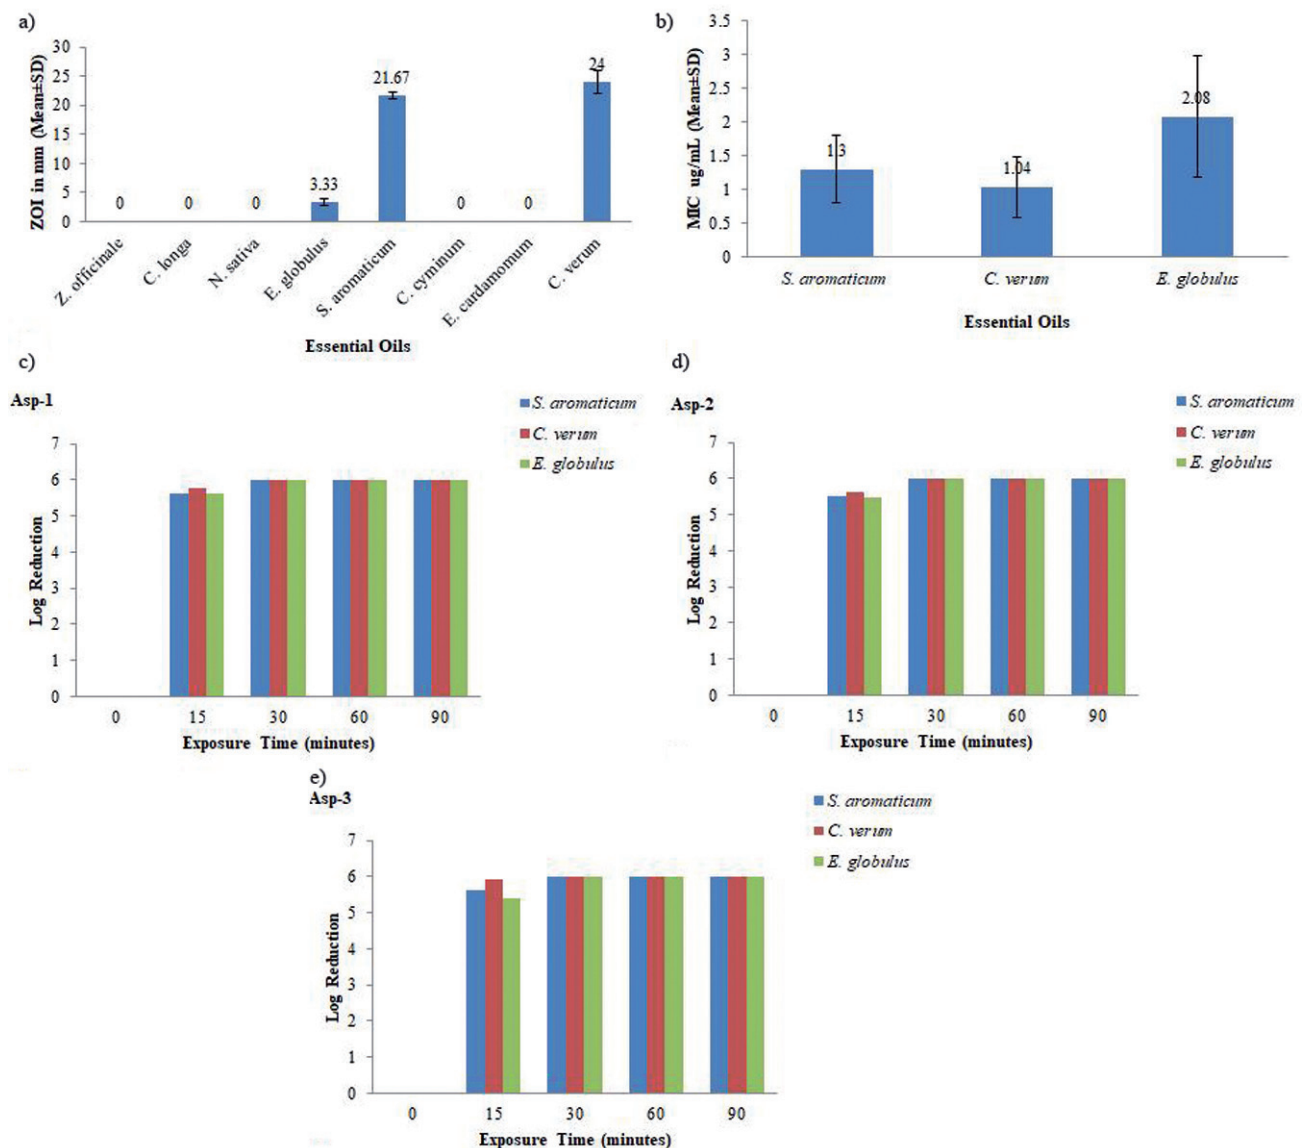 a)
ZOI in mm (Mean±SD)
30
25
20
15
10
5
0
0
0
0
3.33
21.67
0
0
24
Z. officinale
C. longa
N. sativa
E. globulus
S. aromaticum
C. cyminum
E. cardamomum
C. verum
Essential Oils
b)
MIC ug/mL (Mean±SD)
3.5
3
2.5
2
1.5
1
0.5
0
1.3
1.04
2.08
S. aromaticum
C. verum
E. globulus
Essential Oils
c)
Asp-1
S. aromaticum
C. verum
E. globulus
Log Reduction
7
6
5
4
3
2
1
0
0 15 30 60 90
Exposure Time (minutes)
d)
Asp-2
S. aromaticum
C. verum
E. globulus
Log Reduction
7
6
5
4
3
2
1
0
0 15 30 60 90
Exposure Time (minutes)
e)
Asp-3
S. aromaticum
C. verum
E. globulus
Log Reduction
7
6
5
4
3
2
1
0
0 15 30 60 90
Exposure Time (minutes)